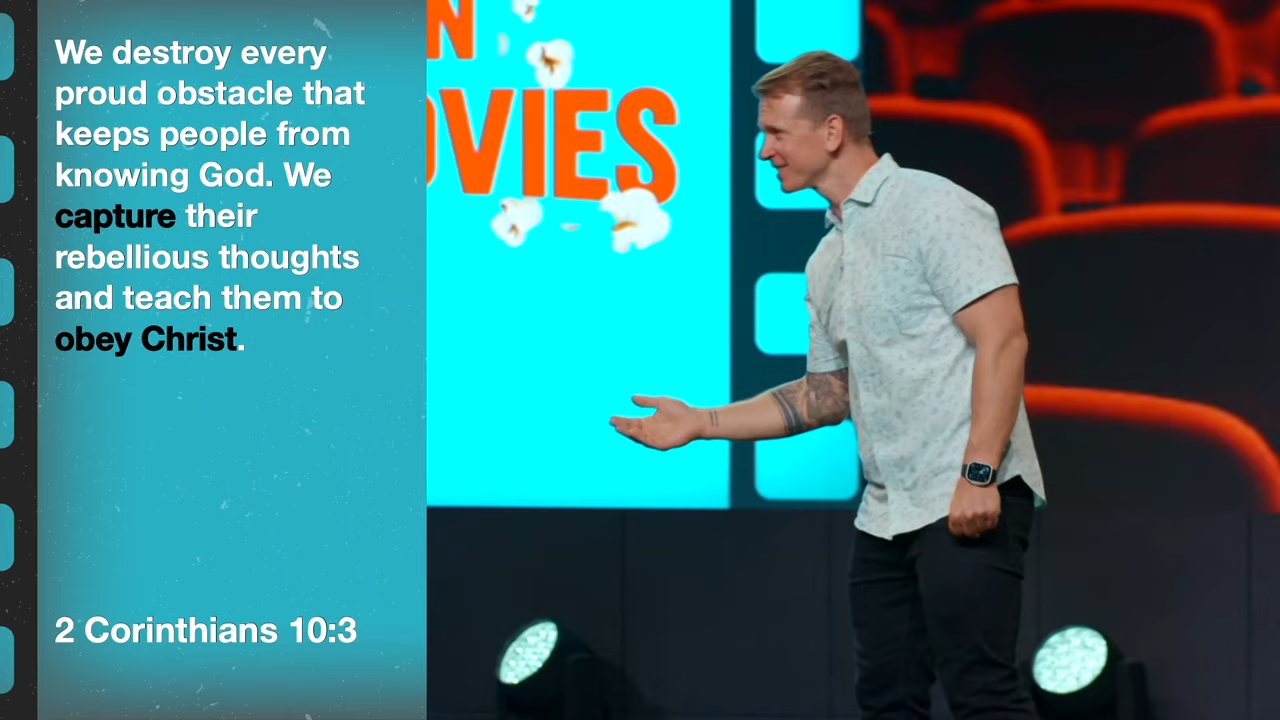 We destroy every
proud obstacle that
keeps people from
knowing God. We
capture their
rebellious thoughts
and teach them to
obey Christ.
2 Corinthians 10:3